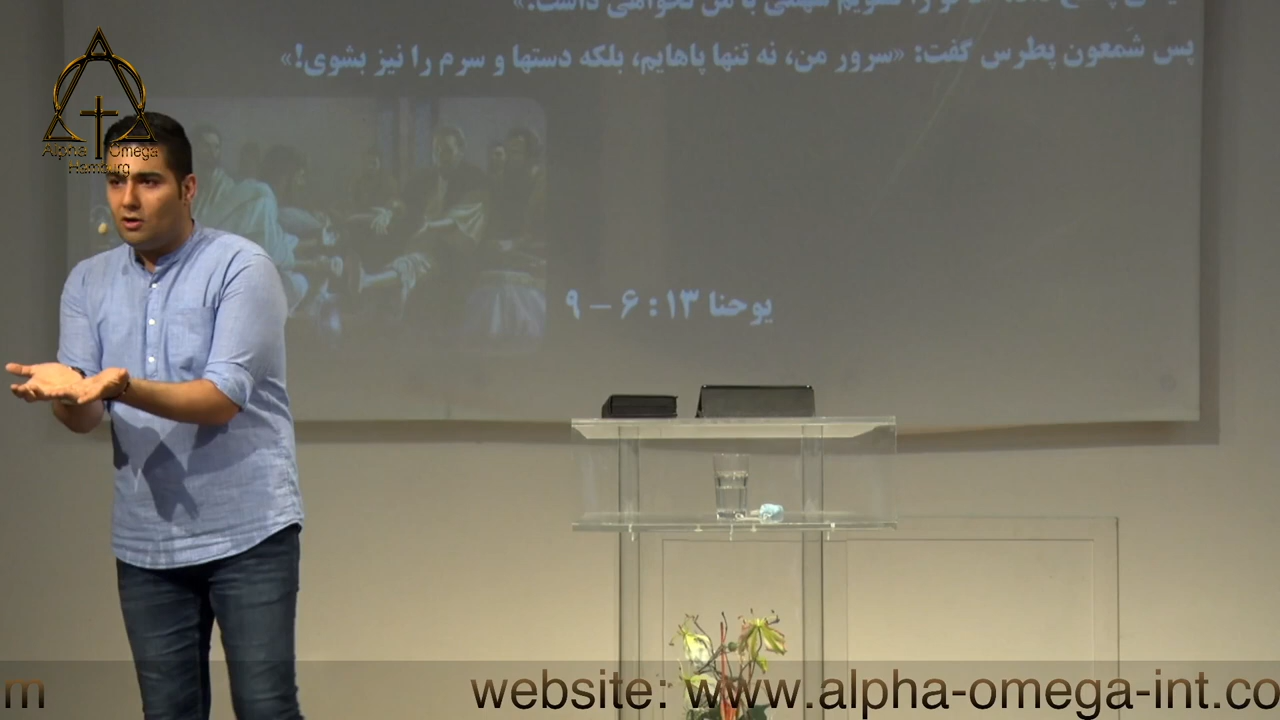 پس شَمعون پطرس گفت: «سرور من، نه تنها پاهایم، بلکه دستها و سرم را نیز بشوی!»
یوحنا ۱۳: ۶ – ۹
Alpha Omega
Hamburg
m website: www.alpha-omega-int.co